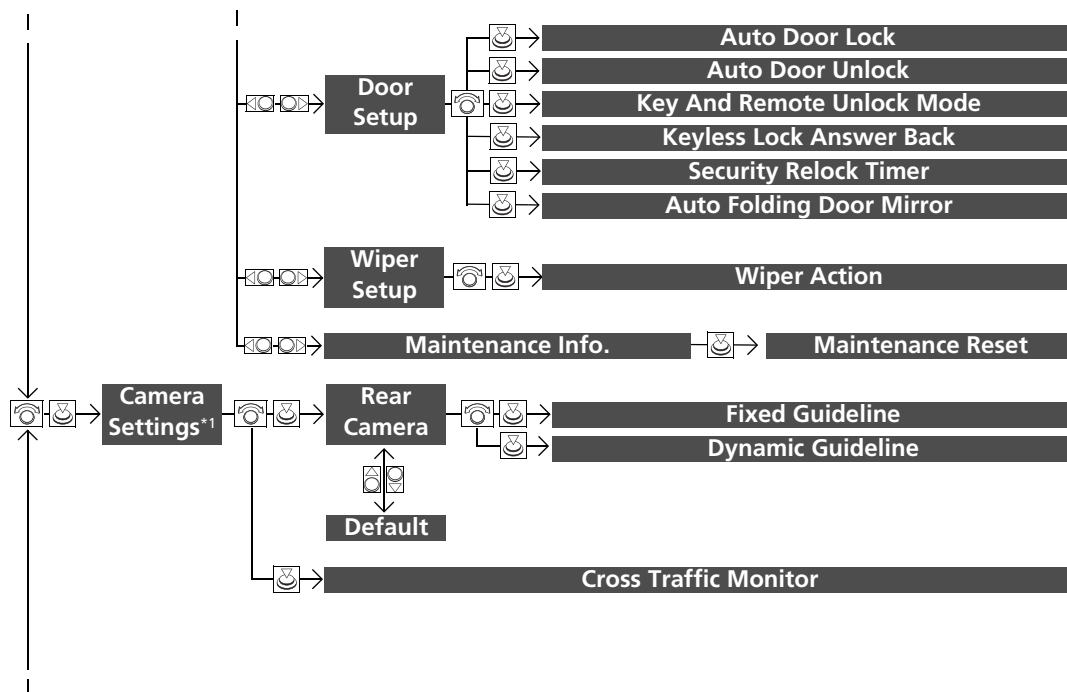 Auto Door Lock
Auto Door Unlock
Door
Setup
Key And Remote Unlock Mode
Keyless Lock Answer Back
Security Relock Timer
Auto Folding Door Mirror
Wiper
Setup
Wiper Action
Maintenance Info.
Maintenance Reset
Camera
Settings*1
Rear
Camera
Fixed Guideline
Dynamic Guideline
Default
Cross Traffic Monitor